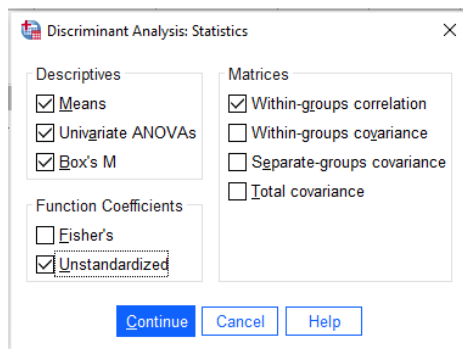 Discriminant Analysis: Statistics
Descriptives
Means
Univariate ANOVAs
Box's M
Function Coefficients
Fisher's
Unstandardized
Matrices
Within-groups correlation
Within-groups covariance
Separate-groups covariance
Total covariance
Continue Cancel Help